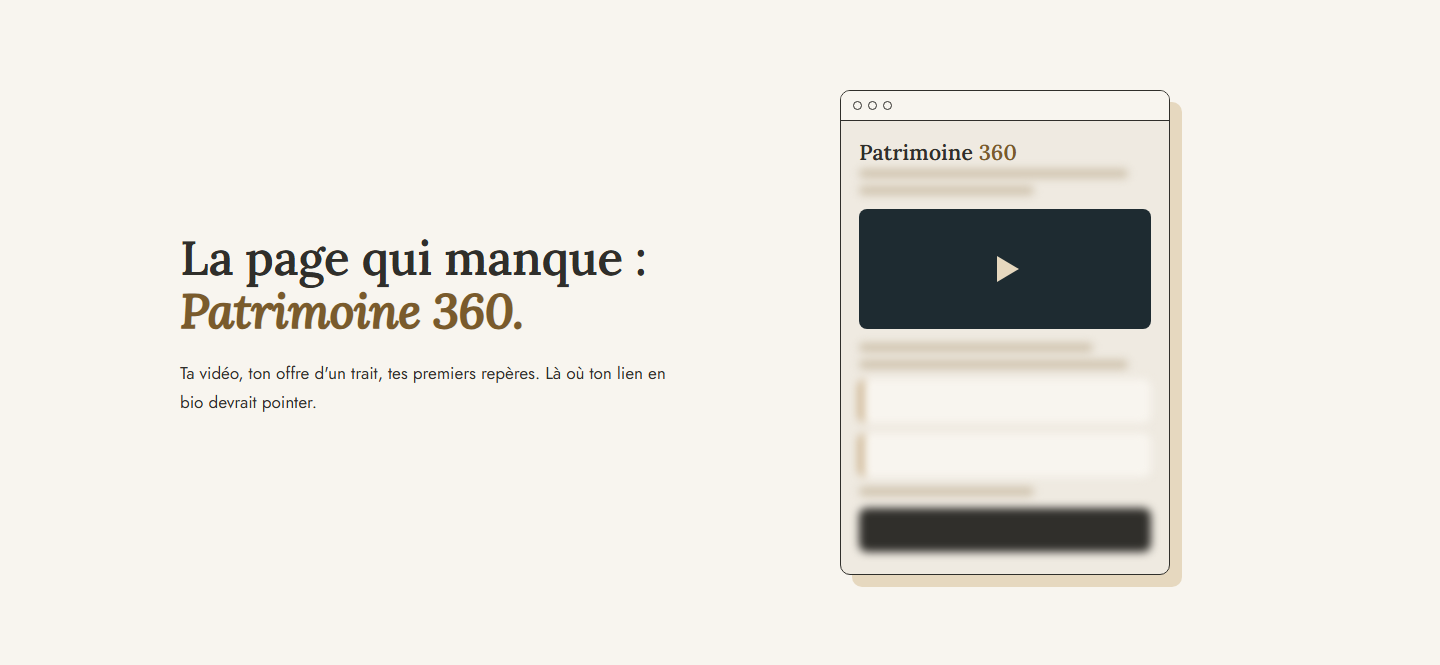 La page qui manque :
Patrimoine 360.
Ta vidéo, ton offre d'un trait, tes premiers repères. Là où ton lien en
bio devrait pointer.
Patrimoine 360